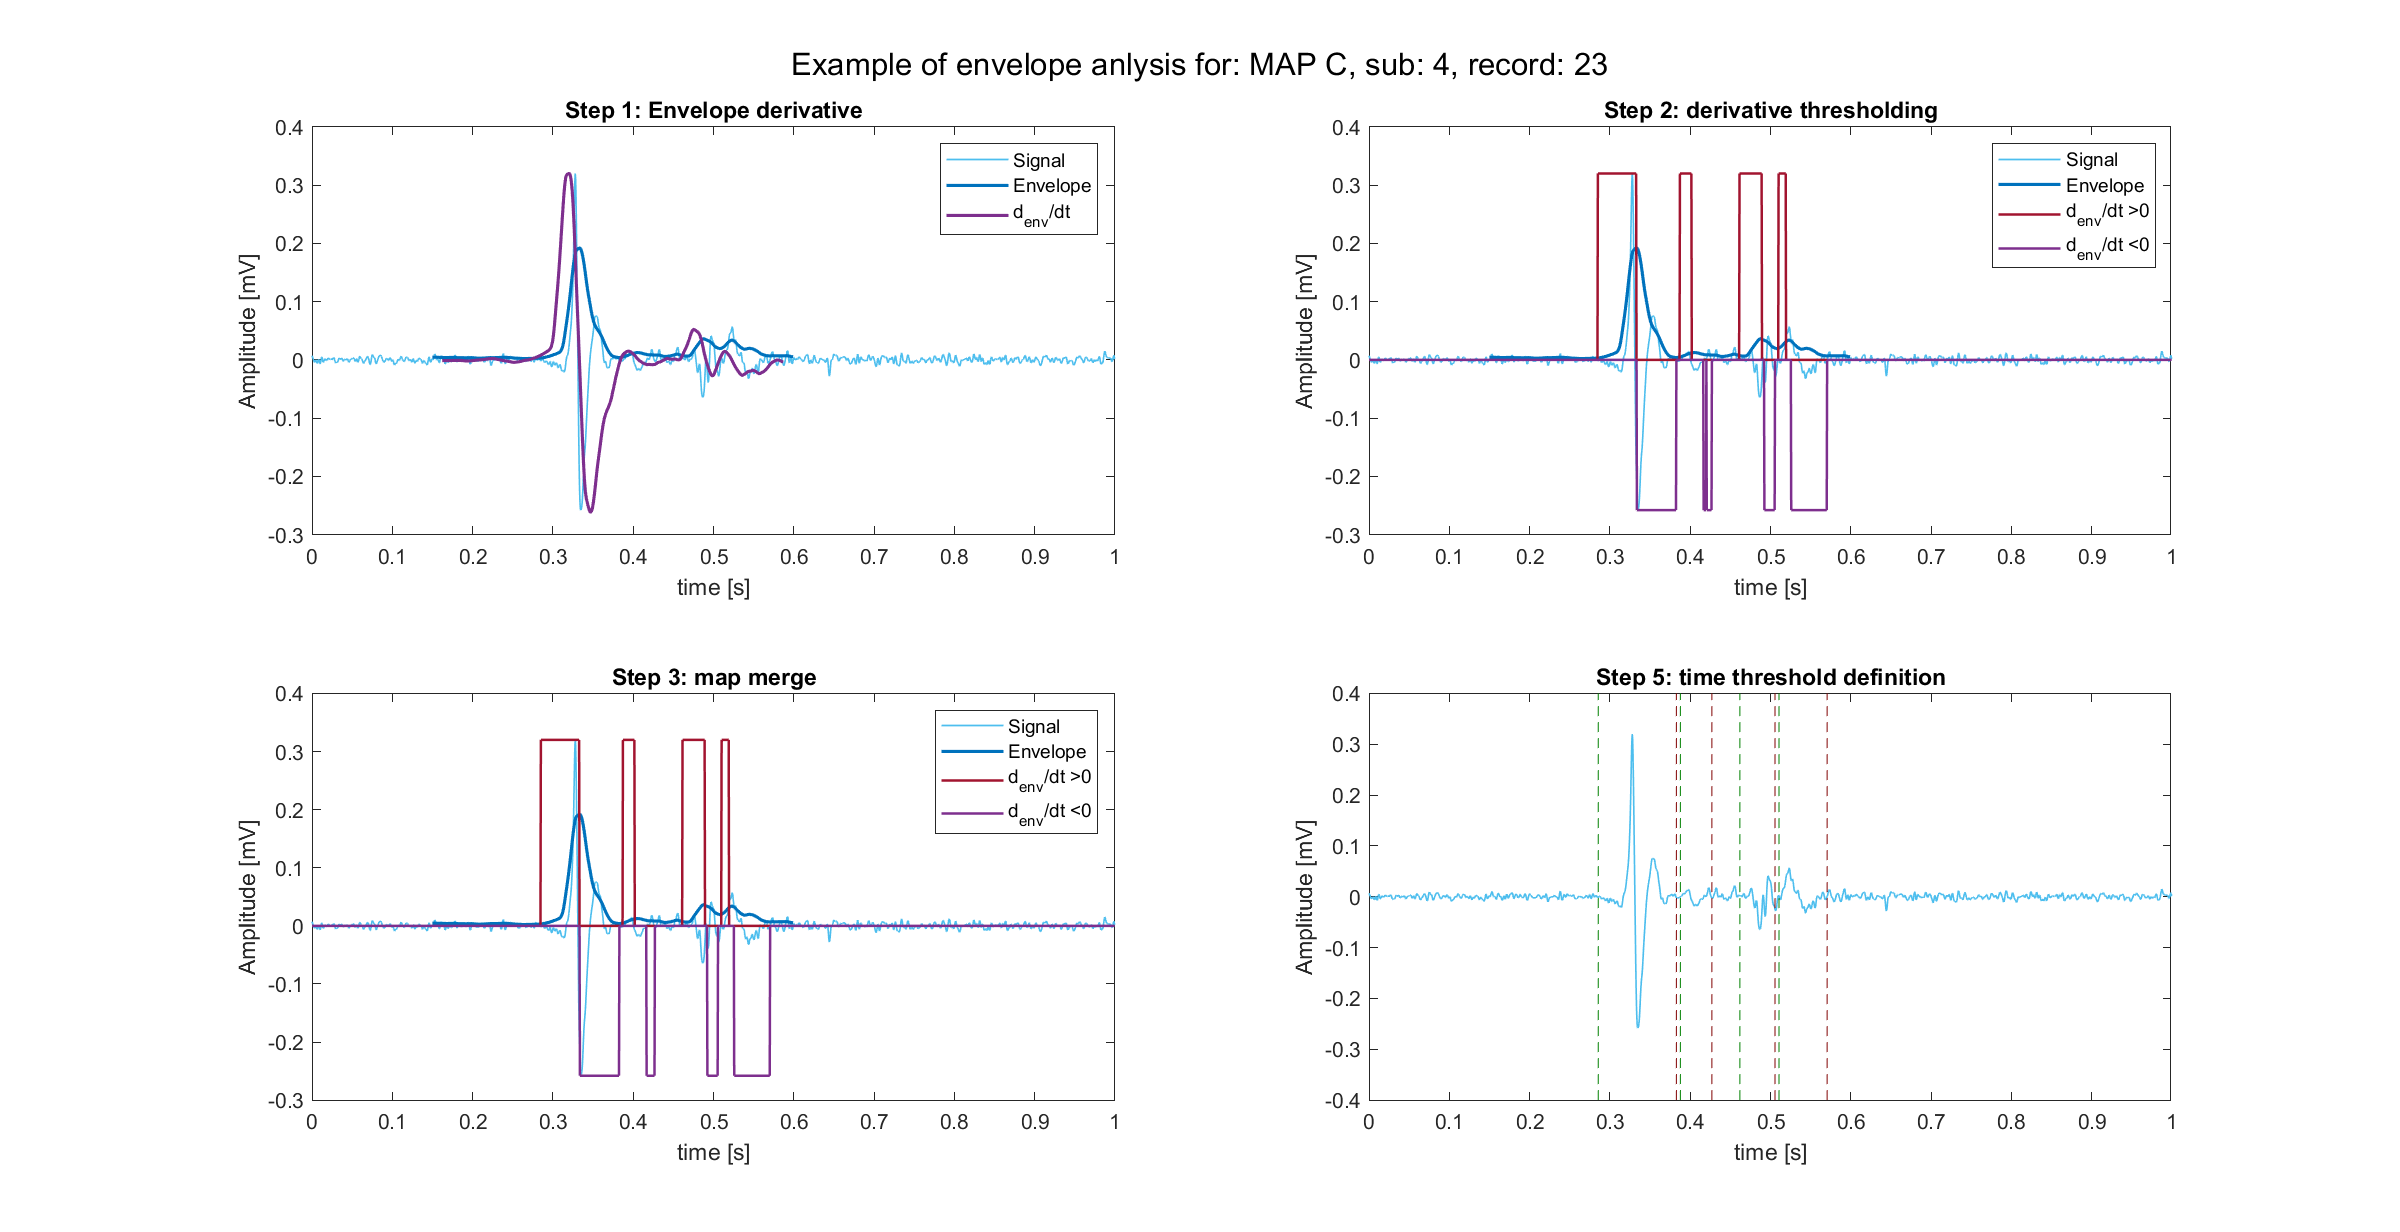 Example of envelope anlysis for: MAP C, sub: 4, record: 23
Step 1: Envelope derivative
0.4
0.3
0.2
0.1
0
-0.1
-0.2
-0.3
Amplitude [mV]
0 0.1 0.2 0.3 0.4 0.5 0.6 0.7 0.8 0.9 1
time [s]
Signal
Envelope
d_env/dt
Step 2: derivative thresholding
0.4
0.3
0.2
0.1
0
-0.1
-0.2
-0.3
Amplitude [mV]
0 0.1 0.2 0.3 0.4 0.5 0.6 0.7 0.8 0.9 1
time [s]
Signal
Envelope
d_env/dt >0
d_env/dt <0
Step 3: map merge
0.4
0.3
0.2
0.1
0
-0.1
-0.2
-0.3
Amplitude [mV]
0 0.1 0.2 0.3 0.4 0.5 0.6 0.7 0.8 0.9 1
time [s]
Signal
Envelope
d_env/dt >0
d_env/dt <0
Step 5: time threshold definition
0.4
0.3
0.2
0.1
0
-0.1
-0.2
-0.3
-0.4
Amplitude [mV]
0 0.1 0.2 0.3 0.4 0.5 0.6 0.7 0.8 0.9 1
time [s]